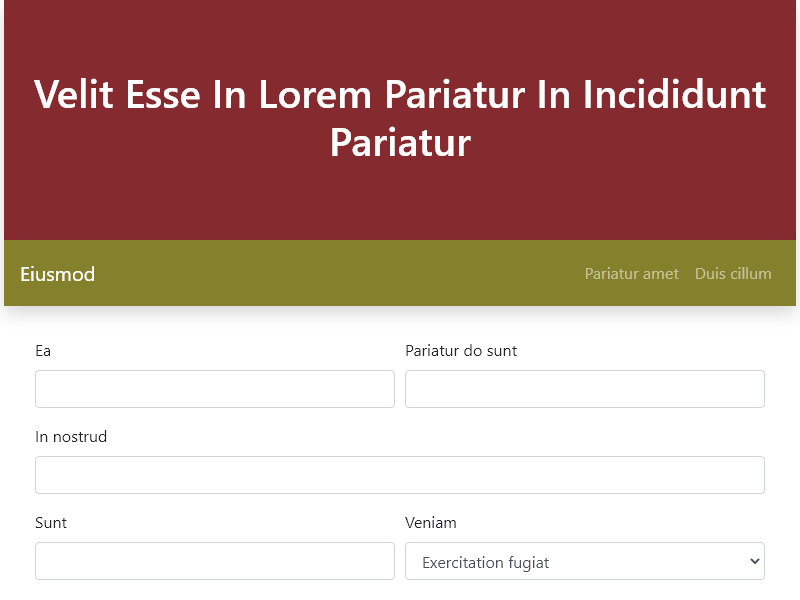 Velit Esse In Lorem Pariatur In Incididunt
Pariatur
Eiusmod
Pariatur amet
Duis cillum
Ea
Pariatur do sunt
In nostrud
Sunt
Veniam
Exercitation fugiat